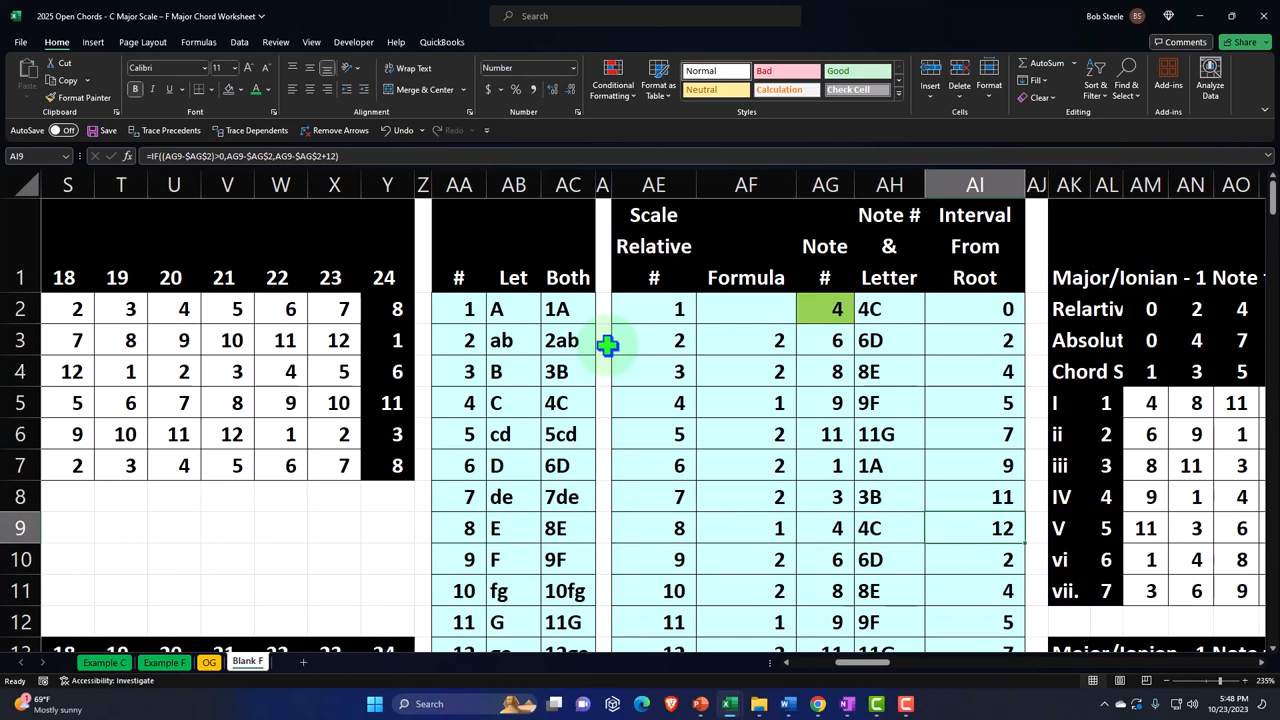 2025 Open Chords - C Major Scale – F Major Chord Worksheet
Search
Bob Steele
BS
File Home Insert Page Layout Formulas Data Review View Developer Help QuickBooks
Comments Share
Paste
Cut
Copy
Format Painter
Clipboard
Calibri 11
B I U
Font
Wrap Text
Merge & Center
Alignment
Number
$ % 9
Number
Conditional Formatting
Format as Table
Normal Bad Good
Neutral Calculation Check Cell
Styles
Insert Delete Format
Cells
AutoSum
Fill
Clear
Sort & Filter
Find & Select
Editing
Add-ins
Add-ins
Analyze Data
AutoSave Off Save Trace Precedents Trace Dependents Remove Arrows Undo Redo
AI9 fx =IF((AG9-$AG$2)>0,AG9-$AG$2,AG9-$AG$2+12)
S T U V W X Y Z AA AB AC A AE AF AG AH AI AJ AK AL AM AN AO
Scale Note # Interval
Relative Note & From
1 18 19 20 21 22 23 24 # Let Both # Formula # Letter Root Major/Ionian - 1 Note
2 2 3 4 5 6 7 8 1 A 1A 1 4 4C 0 Relartiv 0 2 4
3 7 8 9 10 11 12 1 2 ab 2ab 2 2 6 6D 2 Absolut 0 4 7
4 12 1 2 3 4 5 6 3 B 3B 3 2 8 8E 4 Chord S 1 3 5
5 5 6 7 8 9 10 11 4 C 4C 4 1 9 9F 5 I 1 4 8 11
6 9 10 11 12 1 2 3 5 cd 5cd 5 2 11 11G 7 ii 2 6 9 1
7 2 3 4 5 6 7 8 6 D 6D 6 2 1 1A 9 iii 3 8 11 3
8 7 de 7de 7 2 3 3B 11 IV 4 9 1 4
9 8 E 8E 8 1 4 4C 12 V 5 11 3 6
10 9 F 9F 9 2 6 6D 2 vi 6 1 4 8
11 10 fg 10fg 10 2 8 8E 4 vii. 7 3 6 9
12 11 G 11G 11 1 9 9F 5
18 19 20 21 22 23 24 12 12 2 11 11G 7 Major/Ionian - 1 Note
Example C Example F OG Blank F
Ready Accessibility: Investigate 235%
69°F
Mostly sunny
Search
5:48 PM
10/23/2023